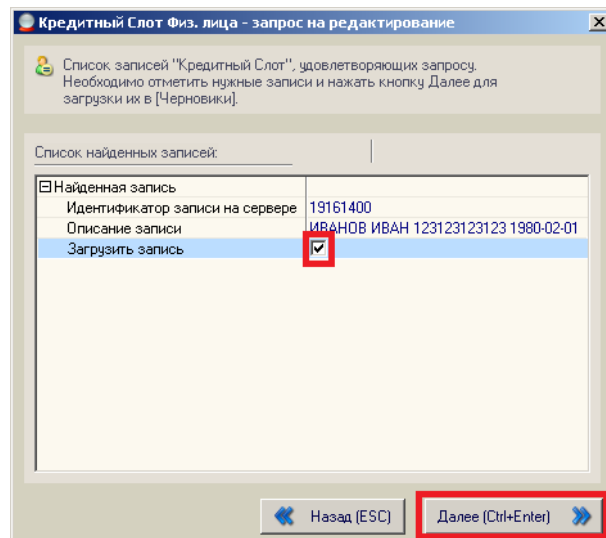 Кредитный Слот Физ. лица - запрос на редактирование
Список записей "Кредитный Слот", удовлетворяющих запросу.
Необходимо отметить нужные записи и нажать кнопку Далее для
загрузки их в [Черновики].
Список найденных записей:
Найденная запись
Идентификатор записи на сервере 19161400
Описание записи ИВАНОВ ИВАН 123123123123 1980-02-01
Загрузить запись
Назад (ESC) Далее (Ctrl+Enter)